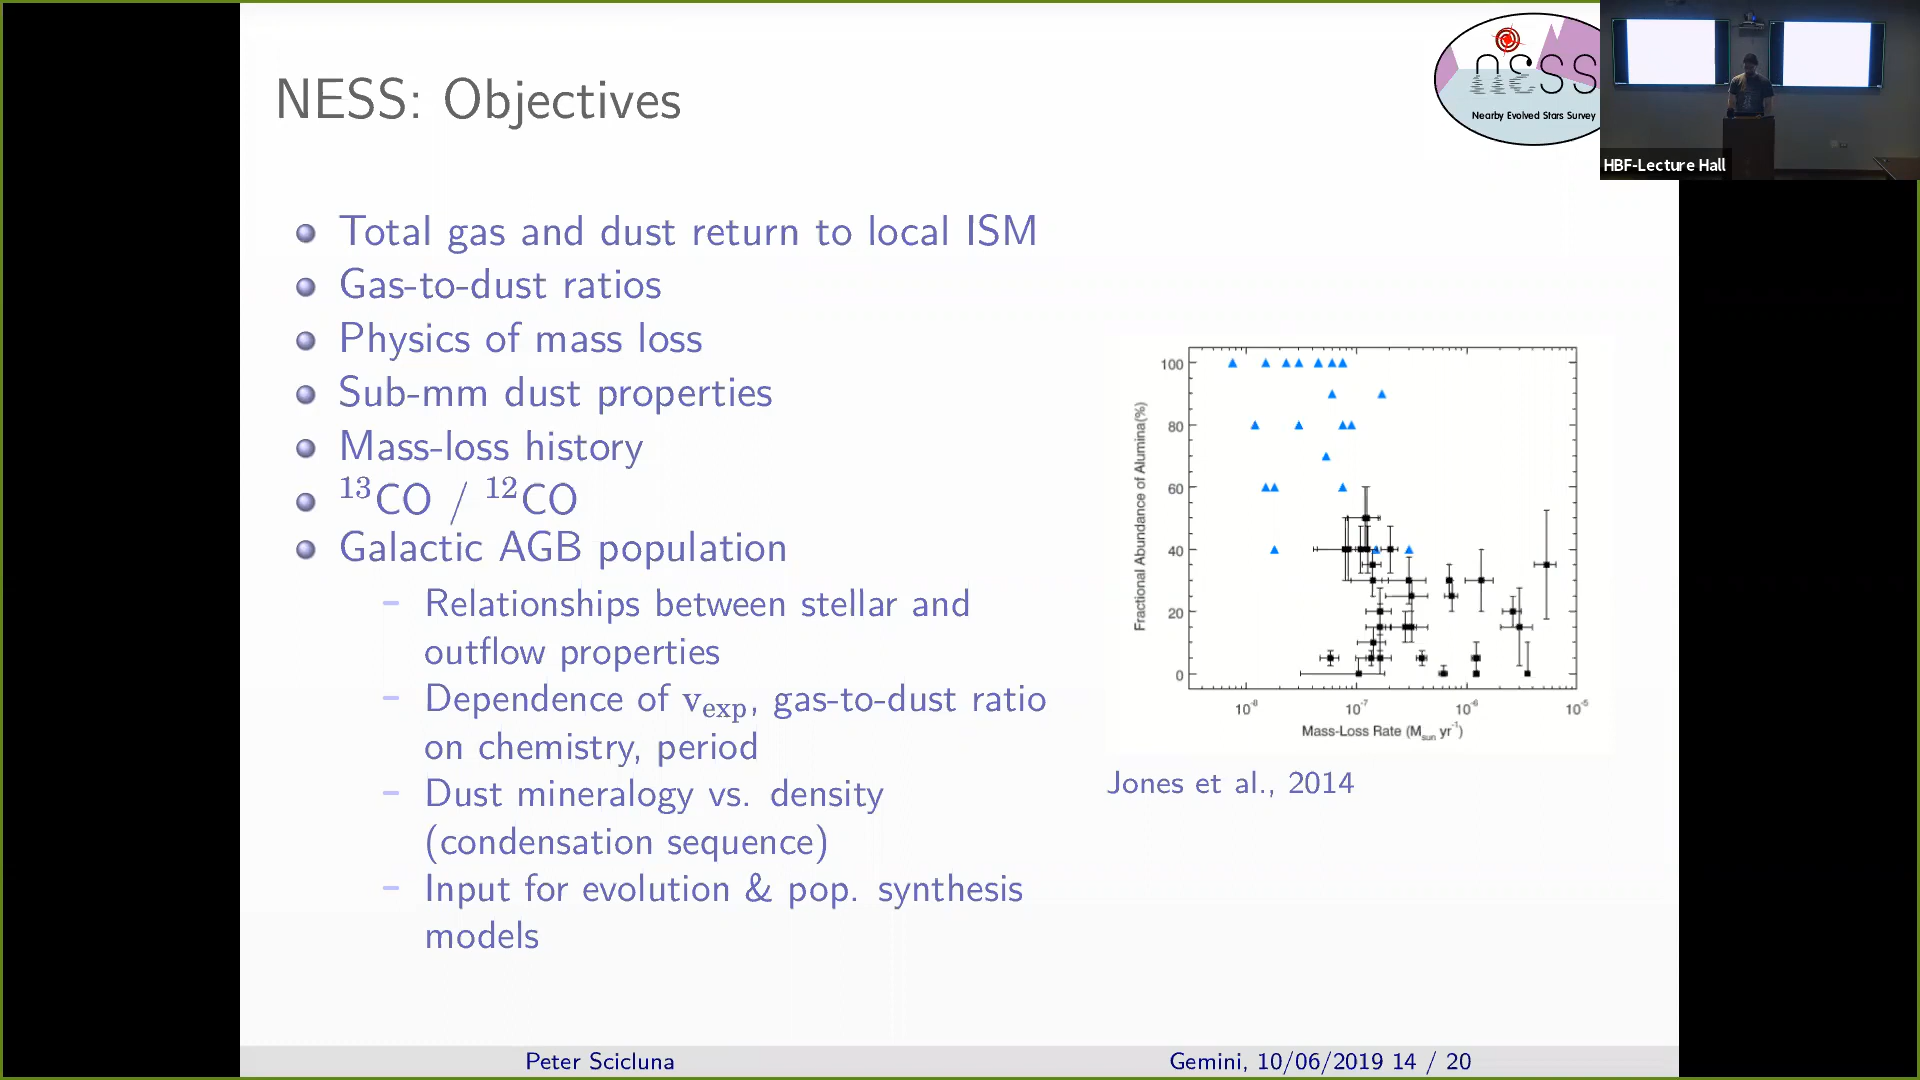 NESS: Objectives
ness
Nearby Evolved Stars Survey
HBF-Lecture Hall
Total gas and dust return to local ISM
Gas-to-dust ratios
Physics of mass loss
Sub-mm dust properties
Mass-loss history
¹³CO / ¹²CO
Galactic AGB population
– Relationships between stellar and
outflow properties
– Dependence of v_exp, gas-to-dust ratio
on chemistry, period
– Dust mineralogy vs. density
(condensation sequence)
– Input for evolution & pop. synthesis
models
Fractional Abundance of Alumina(%)
100
80
60
40
20
0
10⁻⁸ 10⁻⁷ 10⁻⁶ 10⁻⁵
Mass-Loss Rate (M_sun yr⁻¹)
Jones et al., 2014
Peter Scicluna
Gemini, 10/06/2019 14 / 20